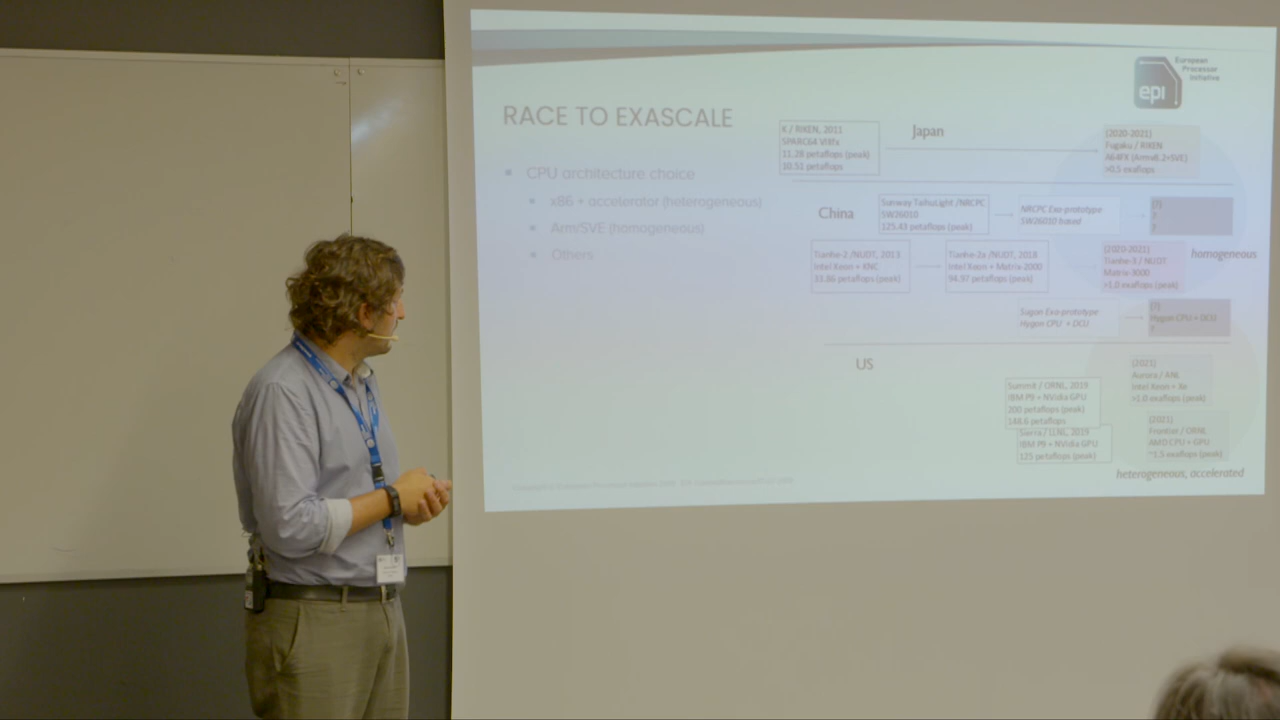 European
Processor
Initiative
epi
RACE TO EXASCALE
CPU architecture choice
x86 + accelerator (heterogeneous)
Arm/SVE (homogeneous)
Others
Japan
K / RIKEN, 2011
SPARC64 VIIIfx
11.28 petaflops (peak)
10.51 petaflops
(2020-2021)
Fugaku / RIKEN
A64FX (Armv8.2+SVE)
>0.5 exaflops
China
Sunway TaihuLight /NRCPC
SW26010
125.43 petaflops (peak)
NRCPC Exa-prototype
SW26010 based
(?)
?
?
Tianhe-2 /NUDT, 2013
Intel Xeon + KNC
33.86 petaflops (peak)
Tianhe-2a /NUDT, 2018
Intel Xeon + Matrix-2000
94.97 petaflops (peak)
(2020-2021)
Tianhe-3 / NUDT
Matrix-3000
>1.0 exaflops (peak)
homogeneous
Sugon Exa-prototype
Hygon CPU + DCU
(?)
Hygon CPU + DCU
?
US
Summit / ORNL, 2019
IBM P9 + NVidia GPU
200 petaflops (peak)
148.6 petaflops
Sierra / LLNL, 2019
IBM P9 + NVidia GPU
125 petaflops (peak)
(2021)
Aurora / ANL
Intel Xeon + Xe
>1.0 exaflops (peak)
(2021)
Frontier / ORNL
AMD CPU + GPU
~1.5 exaflops (peak)
heterogeneous, accelerated